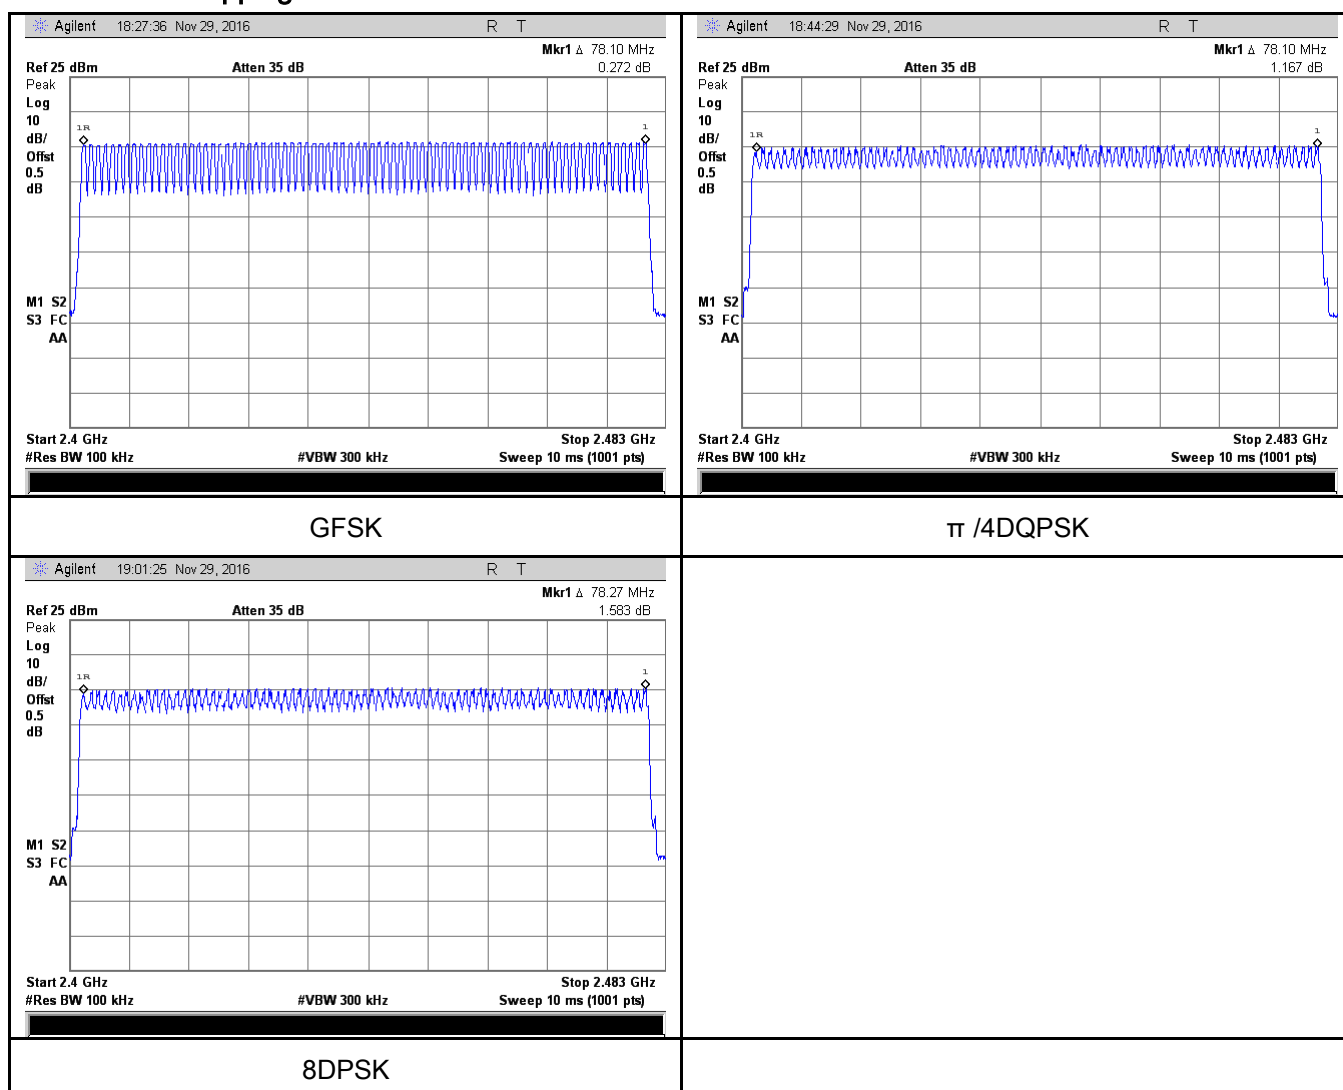 Agilent 18:27:36 Nov 29, 2016 R T
Mkr1 Δ 78.10 MHz
Ref 25 dBm Atten 35 dB 0.272 dB
Peak
Log
10
dB/
Offst
0.5
dB
1R
1
M1 S2
S3 FC
AA
Start 2.4 GHz Stop 2.483 GHz
#Res BW 100 kHz #VBW 300 kHz Sweep 10 ms (1001 pts)
GFSK
Agilent 18:44:29 Nov 29, 2016 R T
Mkr1 Δ 78.10 MHz
Ref 25 dBm Atten 35 dB 1.167 dB
Peak
Log
10
dB/
Offst
0.5
dB
1R
1
M1 S2
S3 FC
AA
Start 2.4 GHz Stop 2.483 GHz
#Res BW 100 kHz #VBW 300 kHz Sweep 10 ms (1001 pts)
π /4DQPSK
Agilent 19:01:25 Nov 29, 2016 R T
Mkr1 Δ 78.27 MHz
Ref 25 dBm Atten 35 dB 1.583 dB
Peak
Log
10
dB/
Offst
0.5
dB
1R
1
M1 S2
S3 FC
AA
Start 2.4 GHz Stop 2.483 GHz
#Res BW 100 kHz #VBW 300 kHz Sweep 10 ms (1001 pts)
8DPSK